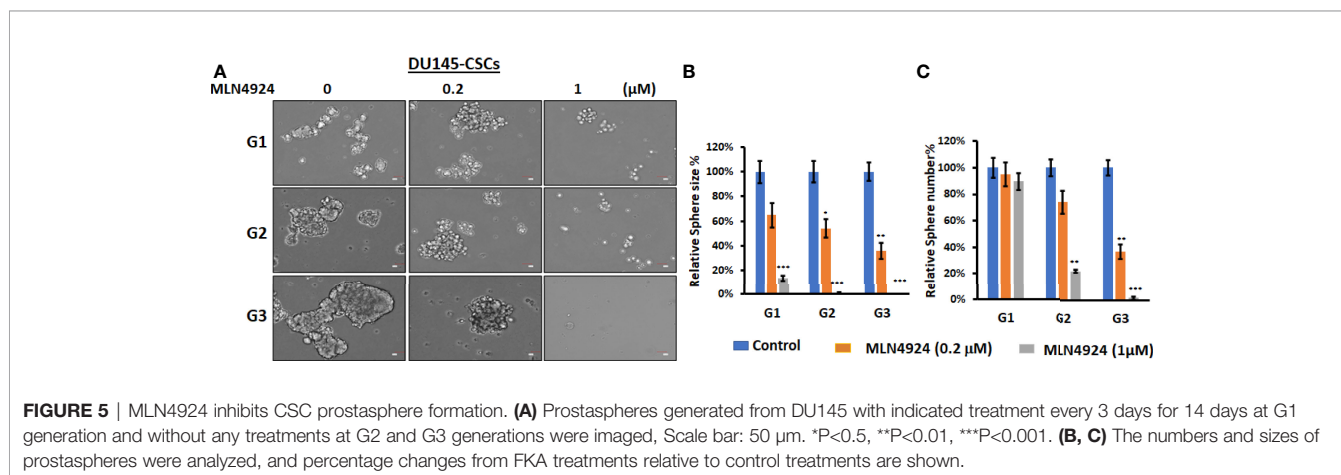 A
DU145-CSCs
MLN4924 0 0.2 1 (µM)
G1
G2
G3
B
Relative Sphere size %
120%
100%
80%
60%
40%
20%
0%
*
**
***
***
***
G1 G2 G3
C
Relative Sphere number%
120%
100%
80%
60%
40%
20%
0%
**
**
***
G1 G2 G3
Control MLN4924 (0.2 µM) MLN4924 (1µM)
FIGURE 5 | MLN4924 inhibits CSC prostasphere formation. (A) Prostaspheres generated from DU145 with indicated treatment every 3 days for 14 days at G1
generation and without any treatments at G2 and G3 generations were imaged, Scale bar: 50 µm. *P<0.5, **P<0.01, ***P<0.001. (B, C) The numbers and sizes of
prostaspheres were analyzed, and percentage changes from FKA treatments relative to control treatments are shown.